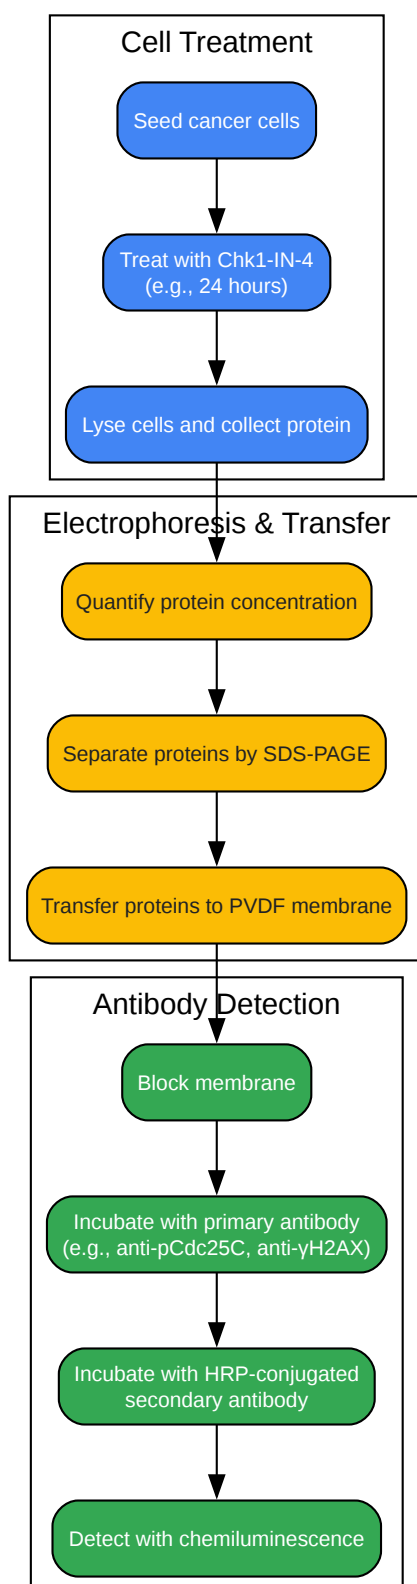 Cell Treatment
Seed cancer cells
Treat with Chk1-IN-4
(e.g., 24 hours)
Lyse cells and collect protein
Electrophoresis & Transfer
Quantify protein concentration
Separate proteins by SDS-PAGE
Transfer proteins to PVDF membrane
Antibody Detection
Block membrane
Incubate with primary antibody
(e.g., anti-pCdc25C, anti-γH2AX)
Incubate with HRP-conjugated
secondary antibody
Detect with chemiluminescence